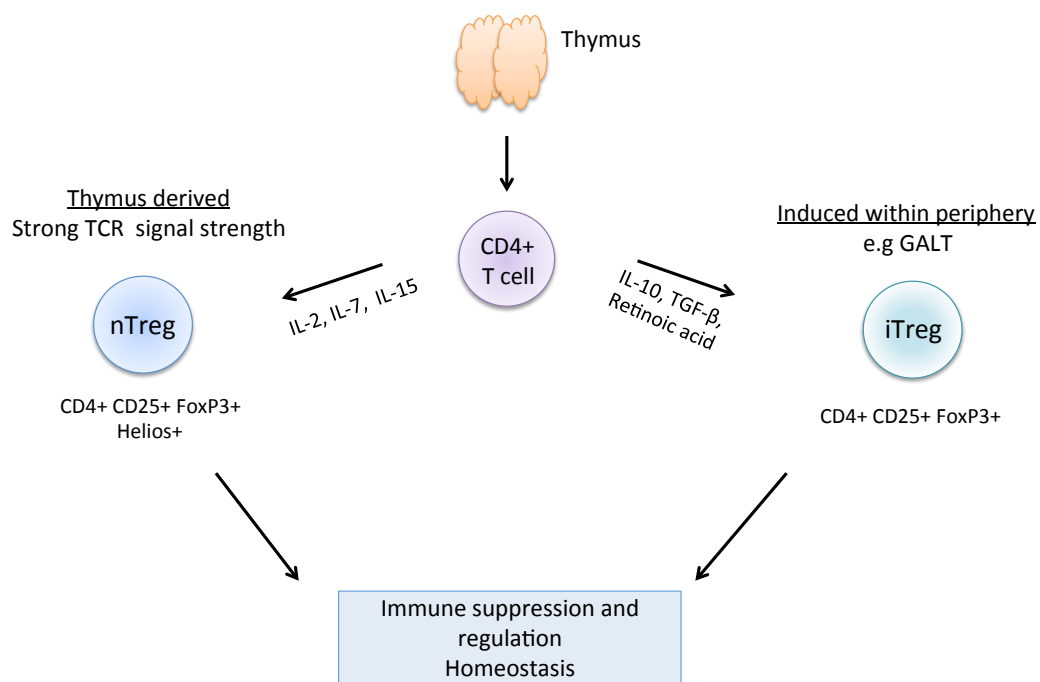 Thymus
Thymus derived
Strong TCR signal strength
CD4+
T cell
Induced within periphery
e.g GALT
IL-2, IL-7, IL-15
IL-10, TGF-β,
Retinoic acid
nTreg
iTreg
CD4+ CD25+ FoxP3+
Helios+
CD4+ CD25+ FoxP3+
Immune suppression and
regulation
Homeostasis